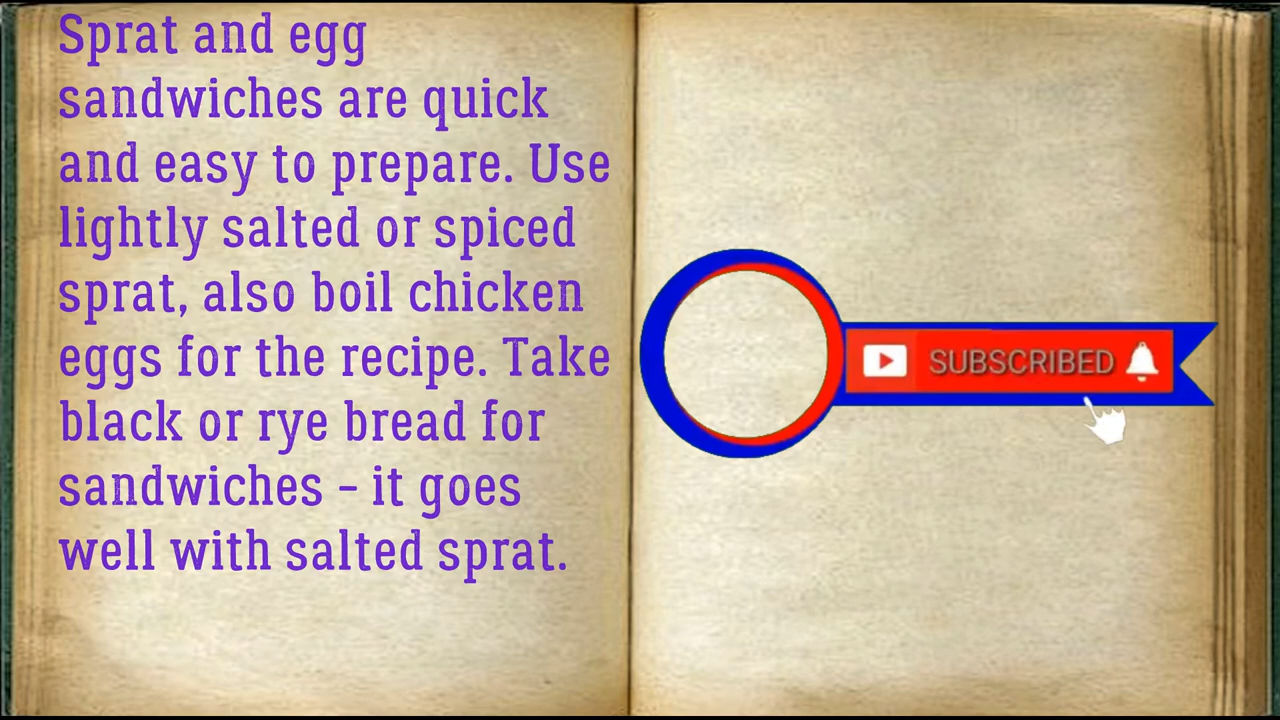 Sprat and egg
sandwiches are quick
and easy to prepare. Use
lightly salted or spiced
sprat, also boil chicken
eggs for the recipe. Take
black or rye bread for
sandwiches – it goes
well with salted sprat.
SUBSCRIBED